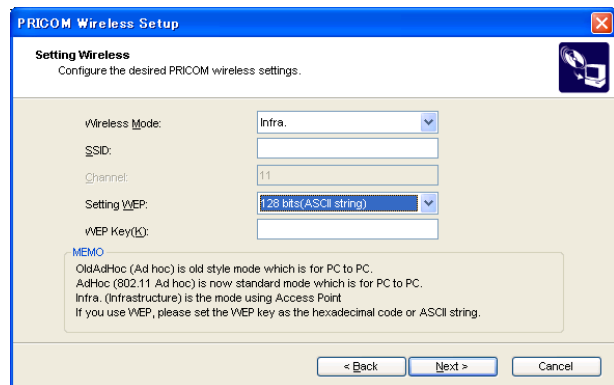 PRICOM Wireless Setup
Setting Wireless
Configure the desired PRICOM wireless settings.
Wireless Mode: Infra.
SSID:
Channel: 11
Setting WEP: 128 bits(ASCII string)
WEP Key(K):
MEMO
OldAdHoc (Ad hoc) is old style mode which is for PC to PC.
AdHoc (802.11 Ad hoc) is now standard mode which is for PC to PC.
Infra. (Infrastructure) is the mode using Access Point
If you use WEP, please set the WEP key as the hexadecimal code or ASCII string.
< Back Next > Cancel